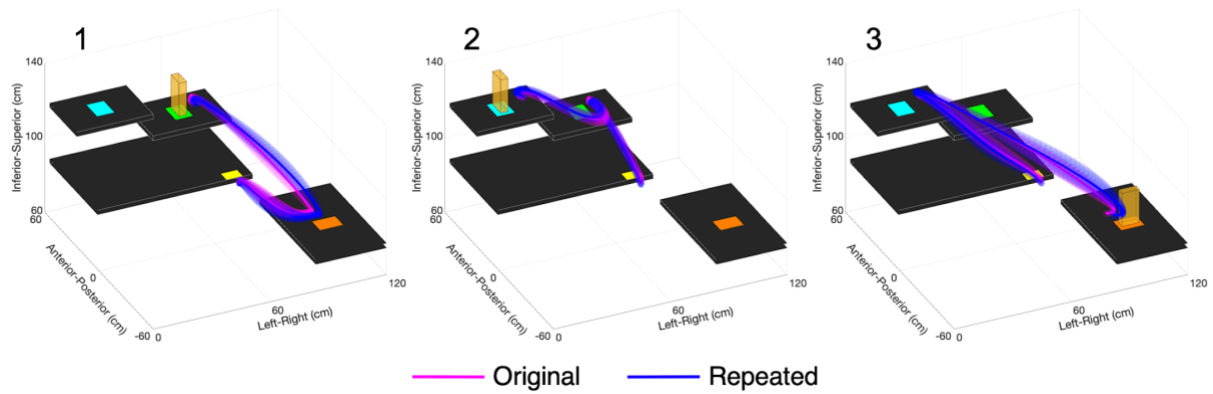 1
140
Inferior-Superior (cm)
100
60
60
Anterior-Posterior (cm)
0
-60
0
60
Left-Right (cm)
120
2
140
Inferior-Superior (cm)
100
60
60
Anterior-Posterior (cm)
0
-60
0
60
Left-Right (cm)
120
3
140
Inferior-Superior (cm)
100
60
60
Anterior-Posterior (cm)
0
-60
0
60
Left-Right (cm)
120
Original
Repeated